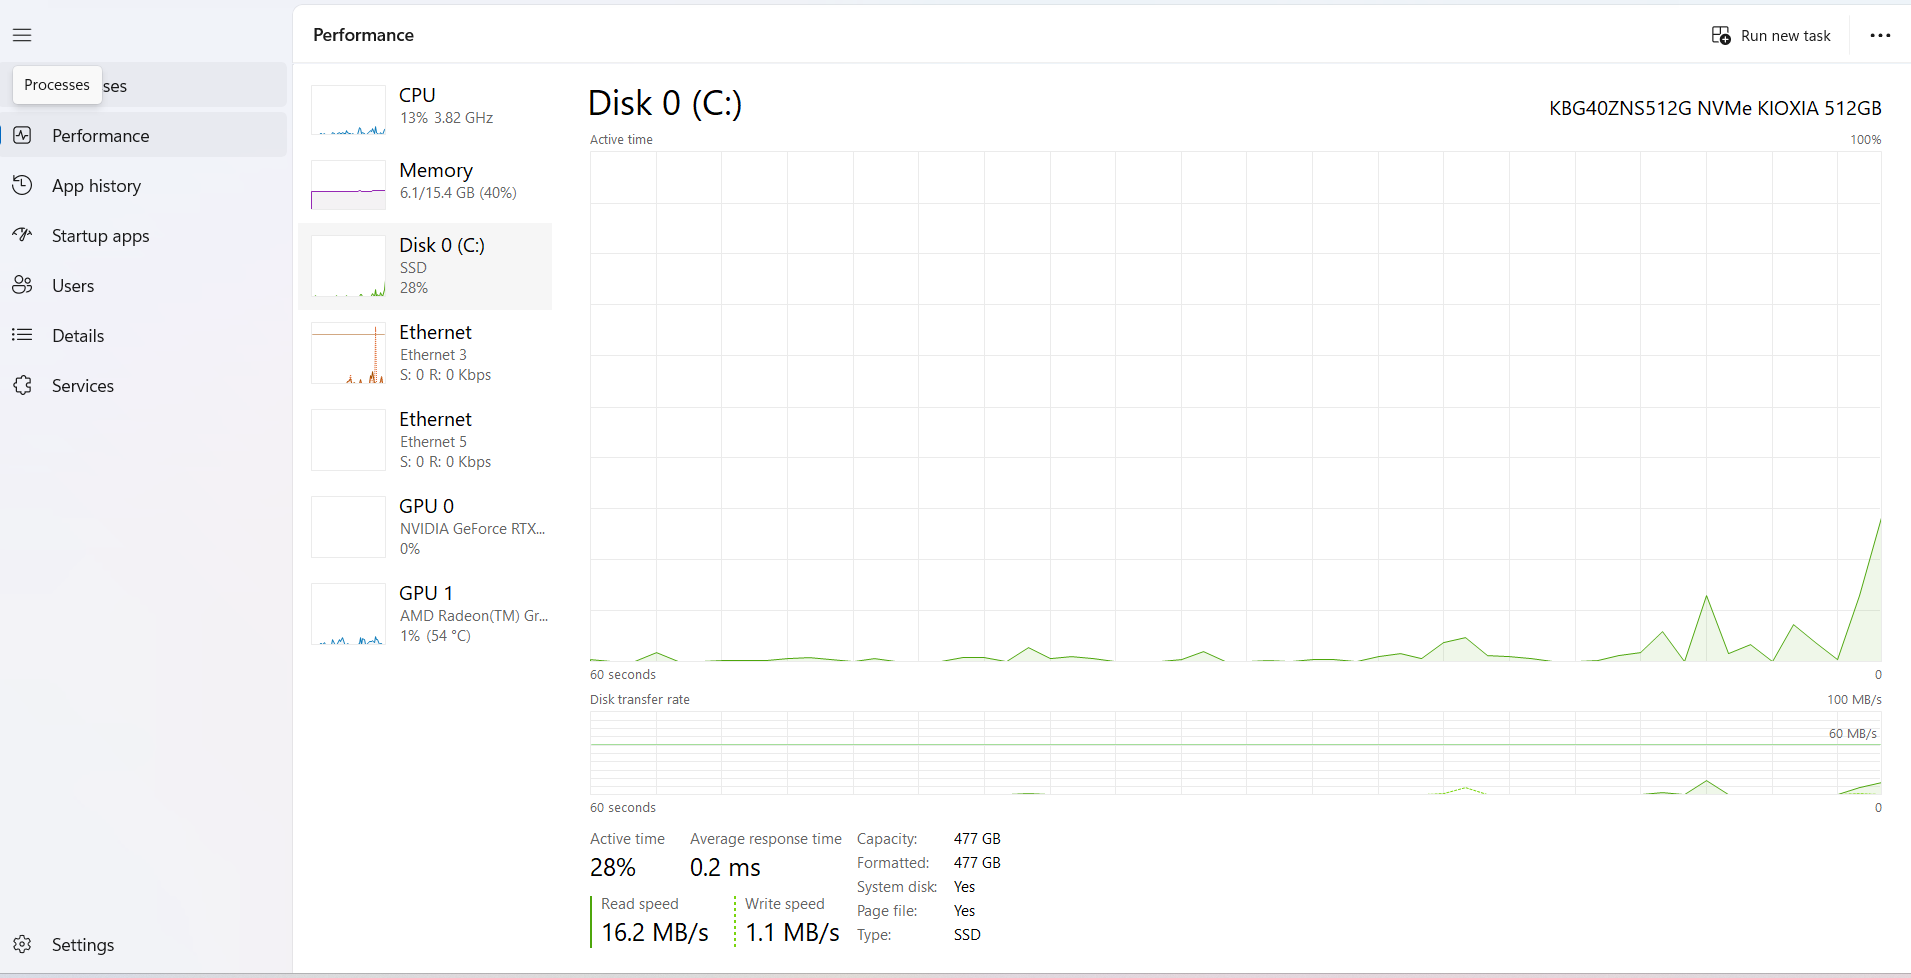 Performance
Run new task
Processes
ses
Performance
App history
Startup apps
Users
Details
Services
Settings
CPU
13% 3.82 GHz
Memory
6.1/15.4 GB (40%)
Disk 0 (C:)
SSD
28%
Ethernet
Ethernet 3
S: 0 R: 0 Kbps
Ethernet
Ethernet 5
S: 0 R: 0 Kbps
GPU 0
NVIDIA GeForce RTX...
0%
GPU 1
AMD Radeon(TM) Gr...
1% (54 °C)
Disk 0 (C:)
KBG40ZNS512G NVMe KIOXIA 512GB
Active time
100%
60 seconds
0
Disk transfer rate
100 MB/s
60 MB/s
60 seconds
0
Active time
28%
Average response time
0.2 ms
Read speed
16.2 MB/s
Write speed
1.1 MB/s
Capacity: 477 GB
Formatted: 477 GB
System disk: Yes
Page file: Yes
Type: SSD